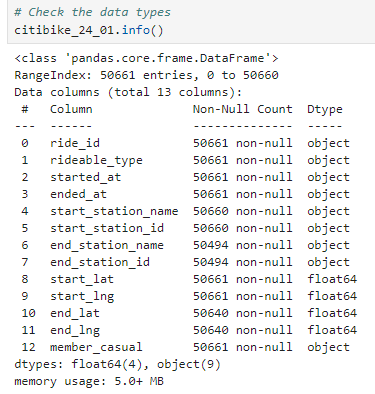 # Check the data types
citibike_24_01.info()
<class 'pandas.core.frame.DataFrame'>
RangeIndex: 50661 entries, 0 to 50660
Data columns (total 13 columns):
 #   Column              Non-Null Count  Dtype
---  ------              --------------  -----
 0   ride_id             50661 non-null  object
 1   rideable_type       50661 non-null  object
 2   started_at          50661 non-null  object
 3   ended_at            50661 non-null  object
 4   start_station_name  50660 non-null  object
 5   start_station_id    50660 non-null  object
 6   end_station_name    50494 non-null  object
 7   end_station_id      50494 non-null  object
 8   start_lat           50661 non-null  float64
 9   start_lng           50661 non-null  float64
 10  end_lat             50640 non-null  float64
 11  end_lng             50640 non-null  float64
 12  member_casual       50661 non-null  object
dtypes: float64(4), object(9)
memory usage: 5.0+ MB